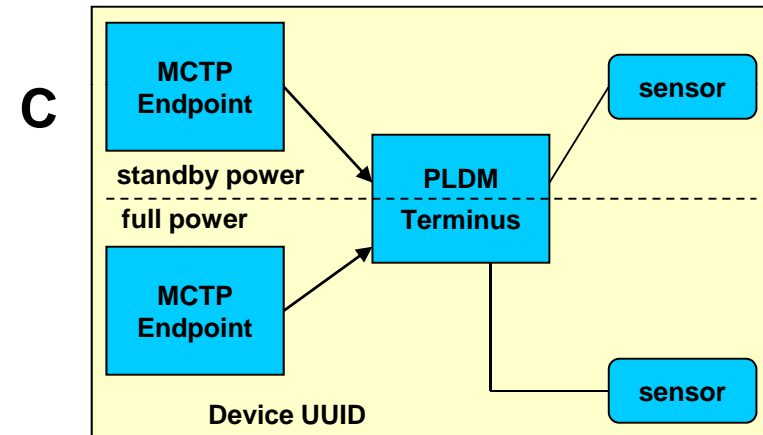 C
MCTP
Endpoint
sensor
standby power
PLDM
full power
Terminus
MCTP
Endpoint
sensor
Device UUID